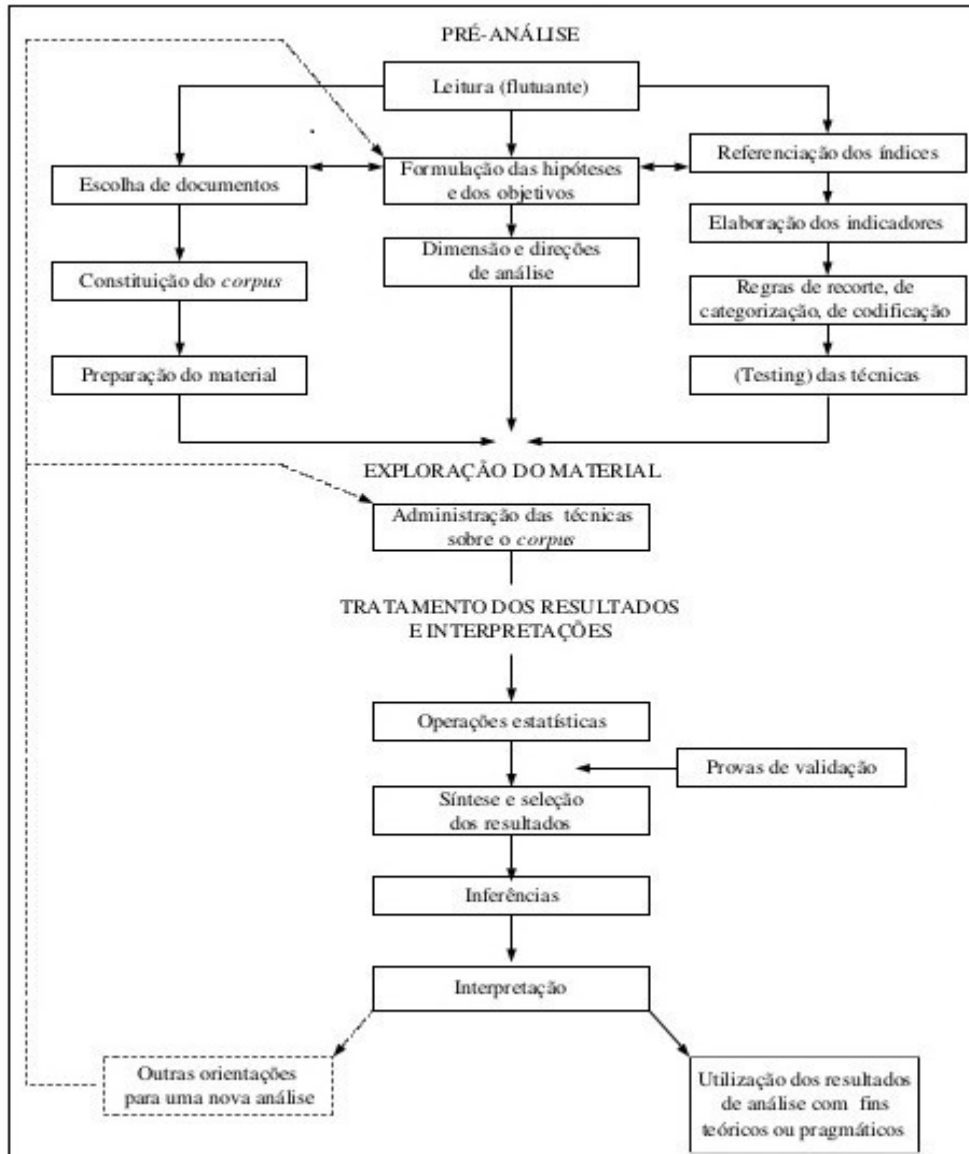 PRÉ-ANÁLISE
Leitura (flutuante)
Escolha de documentos
Formulação das hipóteses
e dos objetivos
Referenciação dos índices
Elaboração dos indicadores
Constituição do corpus
Dimensão e direções
de análise
Regras de recorte, de
categorização, de codificação
Preparação do material
(Testing) das técnicas
EXPLORAÇÃO DO MATERIAL
Administração das técnicas
sobre o corpus
TRATAMENTO DOS RESULTADOS
E INTERPRETAÇÕES
Operações estatísticas
Provas de validação
Síntese e seleção
dos resultados
Inferências
Interpretação
Outras orientações
para uma nova análise
Utilização dos resultados
de análise com fins
teóricos ou pragmáticos